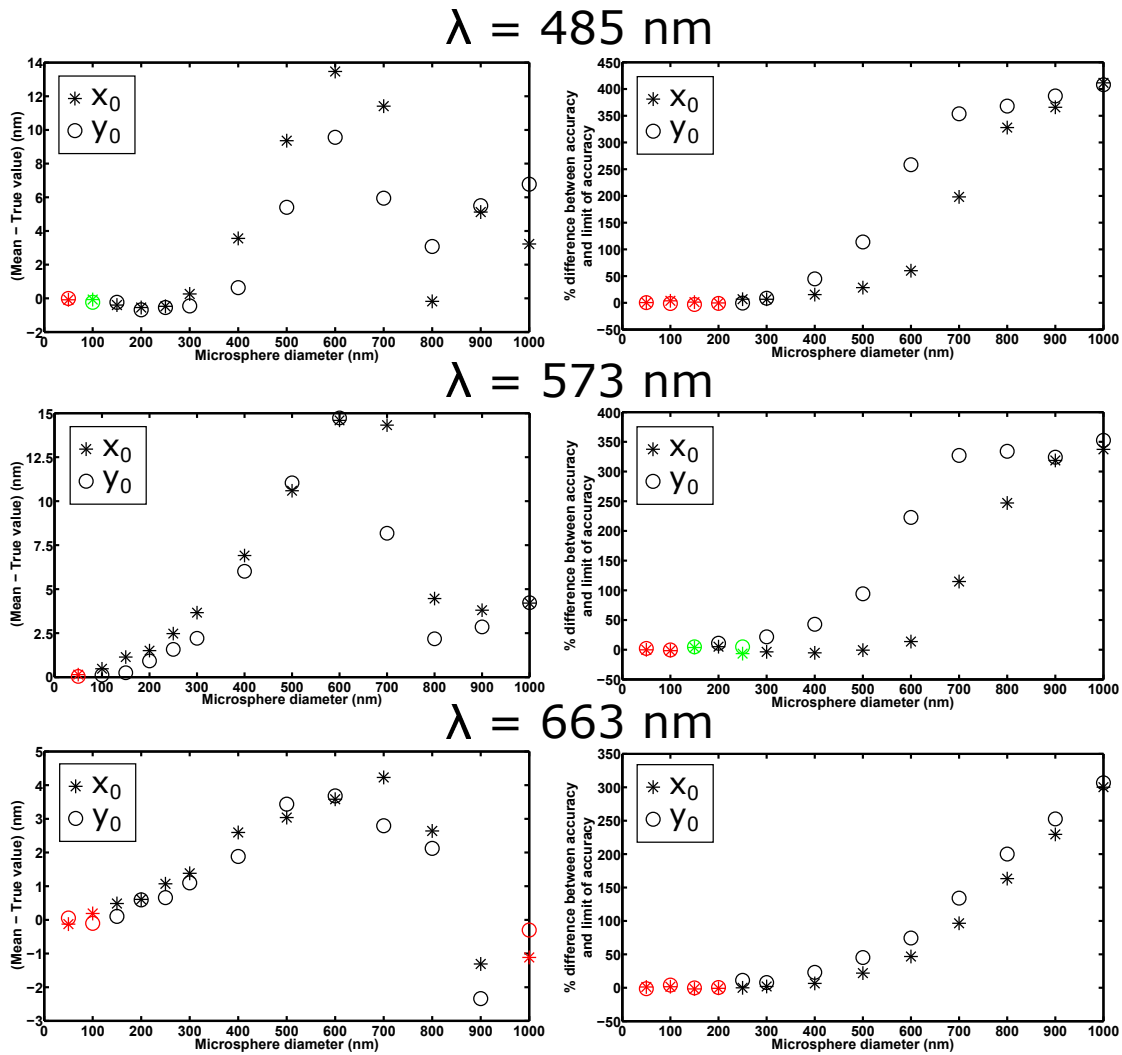 λ = 485 nm
14
12
10
8
6
4
2
0
−2
(Mean − True value) (nm)
x0
y0
0 100 200 300 400 500 600 700 800 900 1000
Microsphere diameter (nm)
450
400
350
300
250
200
150
100
50
0
−50
% difference between accuracy
and limit of accuracy
x0
y0
0 100 200 300 400 500 600 700 800 900 1000
Microsphere diameter (nm)
λ = 573 nm
15
12.5
10
7.5
5
2.5
0
(Mean − True value) (nm)
x0
y0
0 100 200 300 400 500 600 700 800 900 1000
Microsphere diameter (nm)
400
350
300
250
200
150
100
50
0
−50
% difference between accuracy
and limit of accuracy
x0
y0
0 100 200 300 400 500 600 700 800 900 1000
Microsphere diameter (nm)
λ = 663 nm
5
4
3
2
1
0
−1
−2
−3
(Mean − True value) (nm)
x0
y0
0 100 200 300 400 500 600 700 800 900 1000
Microsphere diameter (nm)
350
300
250
200
150
100
50
0
−50
% difference between accuracy
and limit of accuracy
x0
y0
0 100 200 300 400 500 600 700 800 900 1000
Microsphere diameter (nm)